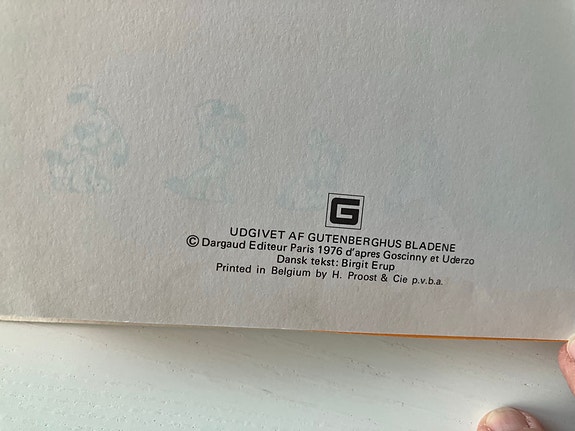 G
UDGIVET AF GUTENBERGHUS BLADENE
© Dargaud Editeur Paris 1976 d'apres Goscinny et Uderzo
Dansk tekst: Birgit Erup
Printed in Belgium by H. Proost & Cie p.v.b.a.